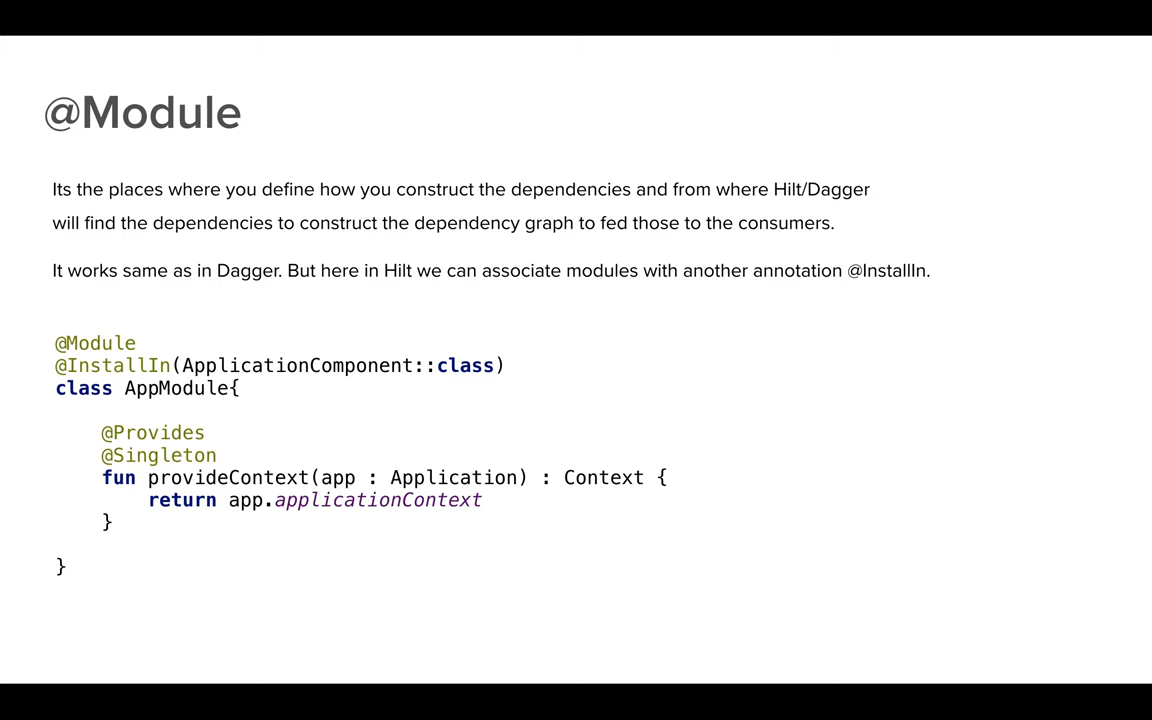 @Module
Its the places where you define how you construct the dependencies and from where Hilt/Dagger
will find the dependencies to construct the dependency graph to fed those to the consumers.
It works same as in Dagger. But here in Hilt we can associate modules with another annotation @InstallIn.
@Module
@InstallIn(ApplicationComponent::class)
class AppModule{
@Provides
@Singleton
fun provideContext(app : Application) : Context {
return app.applicationContext
}
}